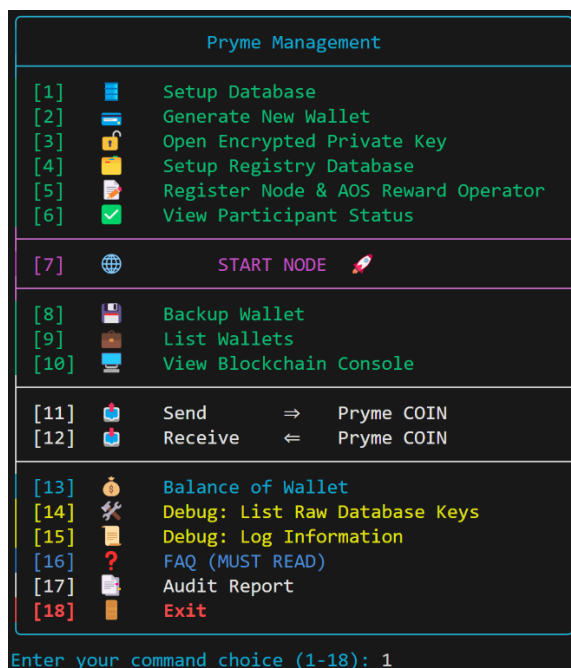 Pryme Management
[1] Setup Database
[2] Generate New Wallet
[3] Open Encrypted Private Key
[4] Setup Registry Database
[5] Register Node & AOS Reward Operator
[6] View Participant Status
[7] START NODE
[8] Backup Wallet
[9] List Wallets
[10] View Blockchain Console
[11] Send ⇒ Pryme COIN
[12] Receive ⇐ Pryme COIN
[13] Balance of Wallet
[14] Debug: List Raw Database Keys
[15] Debug: Log Information
[16] FAQ (MUST READ)
[17] Audit Report
[18] Exit
Enter your command choice (1-18): 1